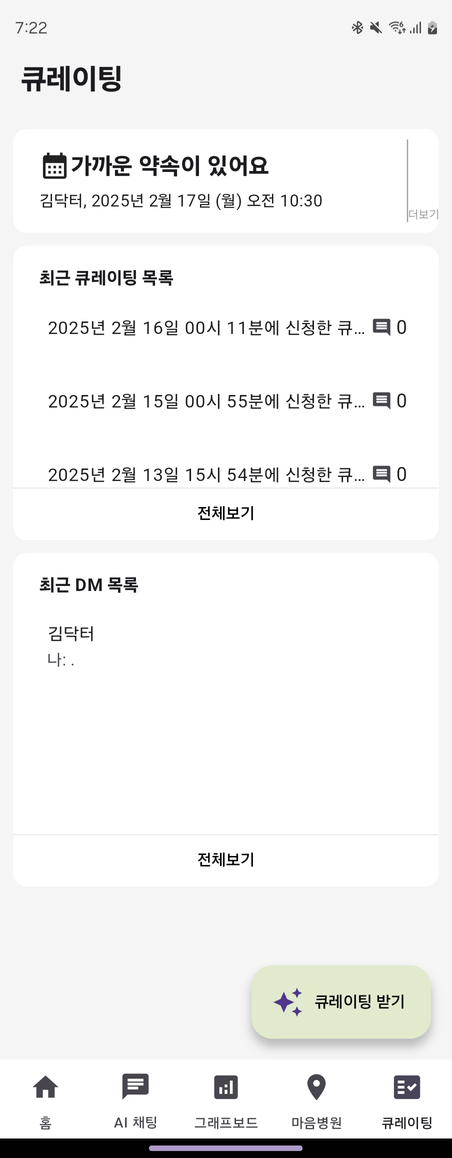 7:22
큐레이팅
가까운 약속이 있어요
김닥터, 2025년 2월 17일 (월) 오전 10:30
더보기
최근 큐레이팅 목록
2025년 2월 16일 00시 11분에 신청한 큐... 0
2025년 2월 15일 00시 55분에 신청한 큐... 0
2025년 2월 13일 15시 54분에 신청한 큐... 0
전체보기
최근 DM 목록
김닥터
나: .
전체보기
큐레이팅 받기
홈 AI 채팅 그래프보드 마음병원 큐레이팅